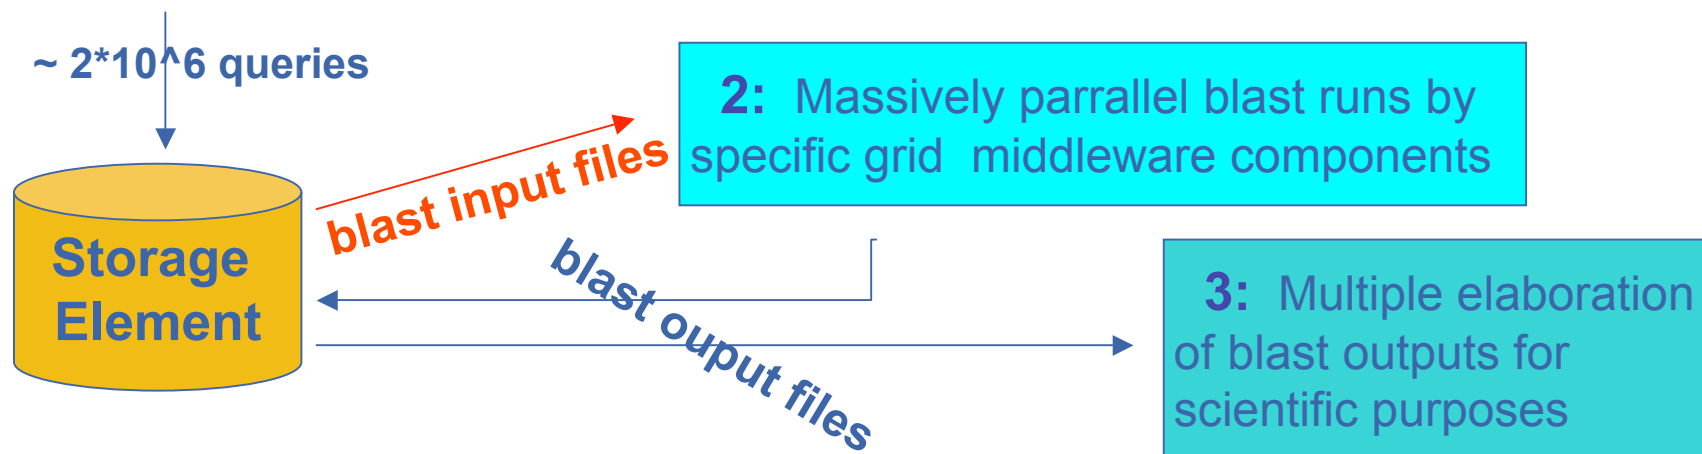 ~ 2*10^6 queries
2: Massively parrallel blast runs by
specific grid middleware components
blast input files
Storage
Element
blast ouput files
3: Multiple elaboration
of blast outputs for
scientific purposes